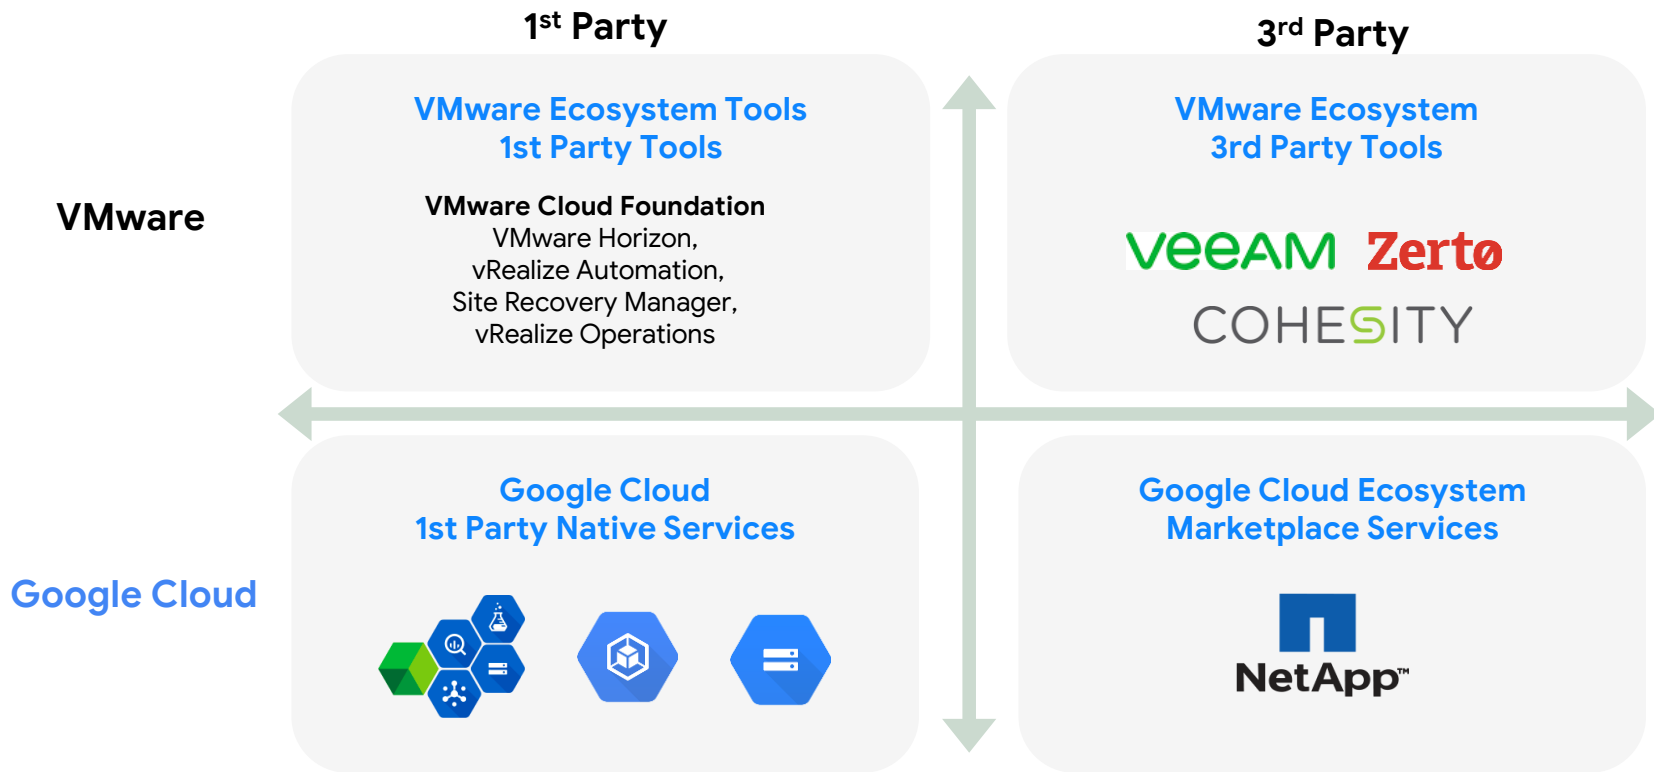 1st Party
3rd Party
VMware Ecosystem Tools
1st Party Tools
VMware Cloud Foundation
VMware Horizon,
vRealize Automation,
Site Recovery Manager,
vRealize Operations
VMware Ecosystem
3rd Party Tools
veeAM Zerto
COHESITY
VMware
Google Cloud
1st Party Native Services
Google Cloud Ecosystem
Marketplace Services
Google Cloud
NetApp™